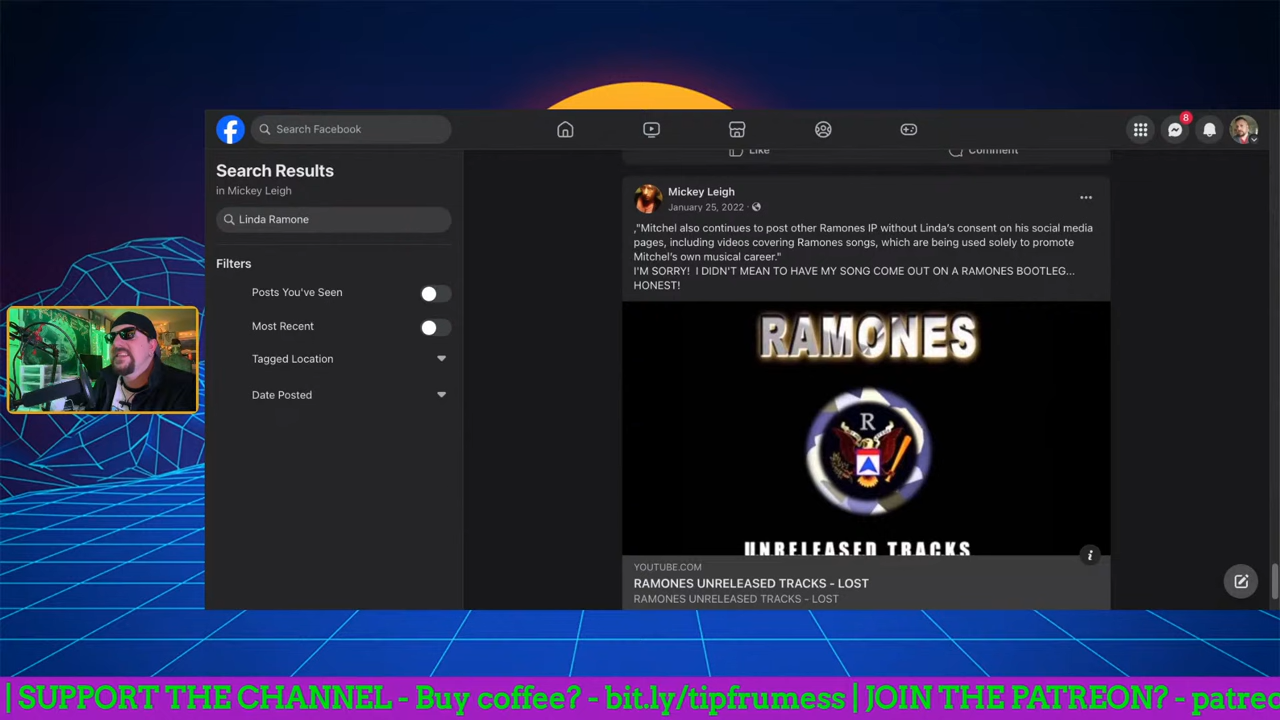 Search Facebook
8
Search Results
in Mickey Leigh
Linda Ramone
Filters
Posts You've Seen
Most Recent
Tagged Location
Date Posted
Like
Comment
Mickey Leigh
January 25, 2022
,"Mitchel also continues to post other Ramones IP without Linda's consent on his social media
pages, including videos covering Ramones songs, which are being used solely to promote
Mitchel's own musical career."
I'M SORRY! I DIDN'T MEAN TO HAVE MY SONG COME OUT ON A RAMONES BOOTLEG...
HONEST!
RAMONES
R
UNRELEASED TRACKS
YOUTUBE.COM
RAMONES UNRELEASED TRACKS - LOST
RAMONES UNRELEASED TRACKS - LOST
| SUPPORT THE CHANNEL - Buy coffee? - bit.ly/tipfrumess | JOIN THE PATREON? - patreo